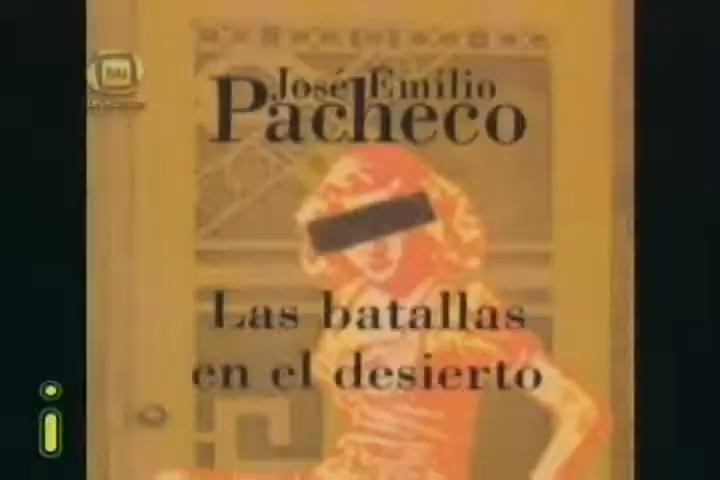 José Emilio
Pacheco
Las batallas
en el desierto
i